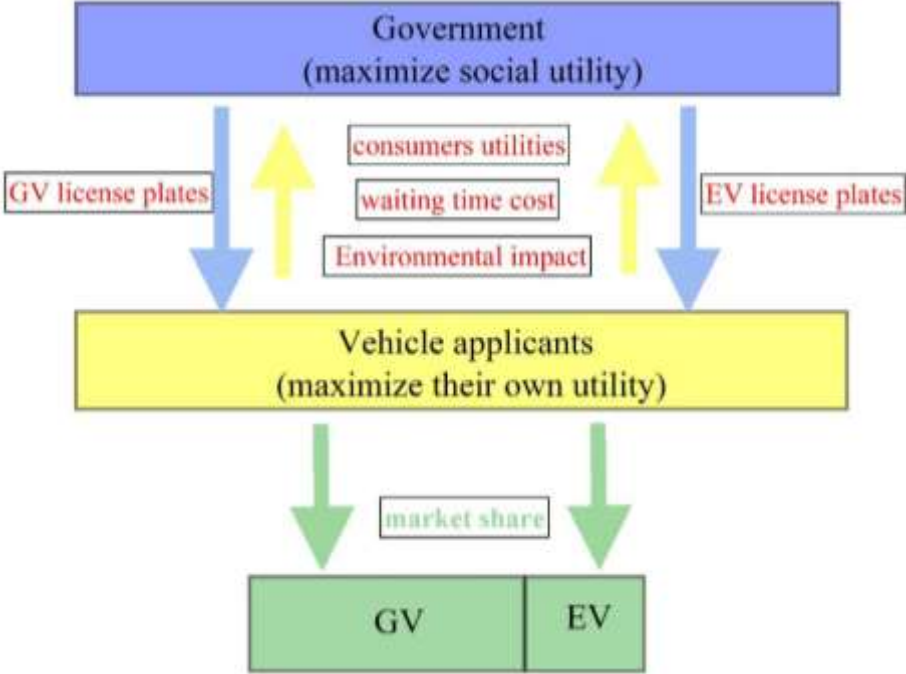 Government
(maximize social utility)
consumers utilities
GV license plates
waiting time cost
EV license plates
Environmental impact
Vehicle applicants
(maximize their own utility)
market share
GV
EV